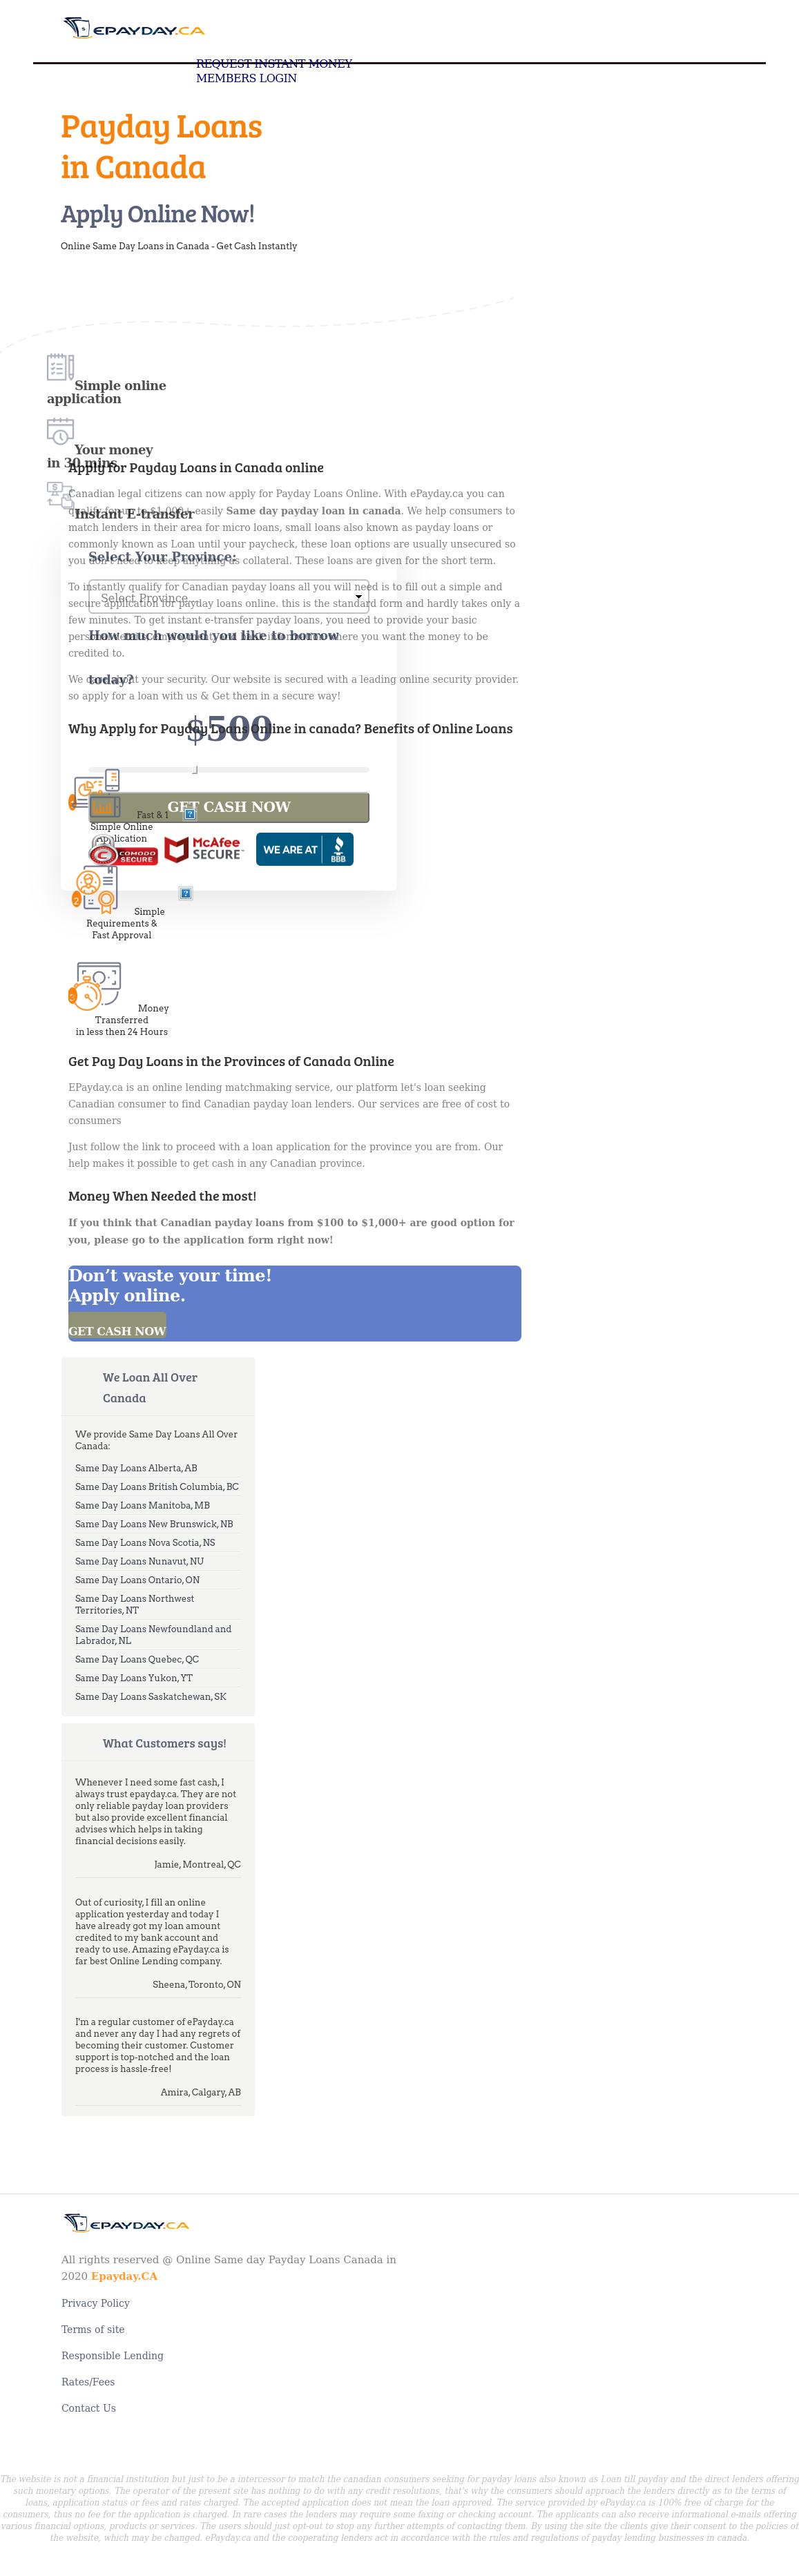 EPAYDAY.CA
REQUEST INSTANT MONEY
MEMBERS LOGIN
Payday Loans
in Canada
Apply Online Now!
Online Same Day Loans in Canada - Get Cash Instantly
Simple online
application
Your money
in 30 mins
Instant E-transfer
Apply for Payday Loans in Canada online
Canadian legal citizens can now apply for Payday Loans Online. With ePayday.ca you can
qualify for up to $1,000+ easily Same day payday loan in canada. We help consumers to
match lenders in their area for micro loans, small loans also known as payday loans or
commonly known as Loan until your paycheck, these loan options are usually unsecured so
you don't need to keep anything as collateral. These loans are given for the short term.
Select Your Province:
To instantly qualify for Canadian payday loans all you will need is to fill out a simple and
Select Province
secure application for payday loans online. this is the standard form and hardly takes only a
few minutes. To get instant e-transfer payday loans, you need to provide your basic
How much would you like to borrow
where you want the money to be
credited to.
today?
We care about your security. Our website is secured with a leading online security provider.
so apply for a loan with us & Get them in a secure way!
$500
Why Apply for Payday Loans Online in canada? Benefits of Online Loans
GET CASH NOW
Fast & 1
Simple Online
Application
COMODO
SECURE
McAfee
SECURE™
WE ARE AT
BBB
2
Simple
Requirements &
Fast Approval
Money
Transferred
in less then 24 Hours
Get Pay Day Loans in the Provinces of Canada Online
EPayday.ca is an online lending matchmaking service, our platform let's loan seeking
Canadian consumer to find Canadian payday loan lenders. Our services are free of cost to
consumers
Just follow the link to proceed with a loan application for the province you are from. Our
help makes it possible to get cash in any Canadian province.
Money When Needed the most!
If you think that Canadian payday loans from $100 to $1,000+ are good option for
you, please go to the application form right now!
Don’t waste your time!
Apply online.
GET CASH NOW
We Loan All Over
Canada
We provide Same Day Loans All Over
Canada:
Same Day Loans Alberta, AB
Same Day Loans British Columbia, BC
Same Day Loans Manitoba, MB
Same Day Loans New Brunswick, NB
Same Day Loans Nova Scotia, NS
Same Day Loans Nunavut, NU
Same Day Loans Ontario, ON
Same Day Loans Northwest
Territories, NT
Same Day Loans Newfoundland and
Labrador, NL
Same Day Loans Quebec, QC
Same Day Loans Yukon, YT
Same Day Loans Saskatchewan, SK
What Customers says!
Whenever I need some fast cash, I
always trust epayday.ca. They are not
only reliable payday loan providers
but also provide excellent financial
advises which helps in taking
financial decisions easily.
Jamie, Montreal, QC
Out of curiosity, I fill an online
application yesterday and today I
have already got my loan amount
credited to my bank account and
ready to use. Amazing ePayday.ca is
far best Online Lending company.
Sheena, Toronto, ON
I'm a regular customer of ePayday.ca
and never any day I had any regrets of
becoming their customer. Customer
support is top-notched and the loan
process is hassle-free!
Amira, Calgary, AB
EPAYDAY.CA
All rights reserved @ Online Same day Payday Loans Canada in
2020 Epayday.CA
Privacy Policy
Terms of site
Responsible Lending
Rates/Fees
Contact Us
The website is not a financial institution but just to be a intercessor to match the canadian consumers seeking for payday loans also known as Loan till payday and the direct lenders offering
such monetary options. The operator of the present site has nothing to do with any credit resolutions, that's why the consumers should approach the lenders directly as to the terms of
loans, application status or fees and rates charged. The accepted application does not mean the loan approved. The service provided by ePayday.ca is 100% free of charge for the
consumers, thus no fee for the application is charged. In rare cases the lenders may require some faxing or checking account. The applicants can also receive informational e-mails offering
various financial options, products or services. The users should just opt-out to stop any further attempts of contacting them. By using the site the clients give their consent to the policies of
the website, which may be changed. ePayday.ca and the cooperating lenders act in accordance with the rules and regulations of payday lending businesses in canada.